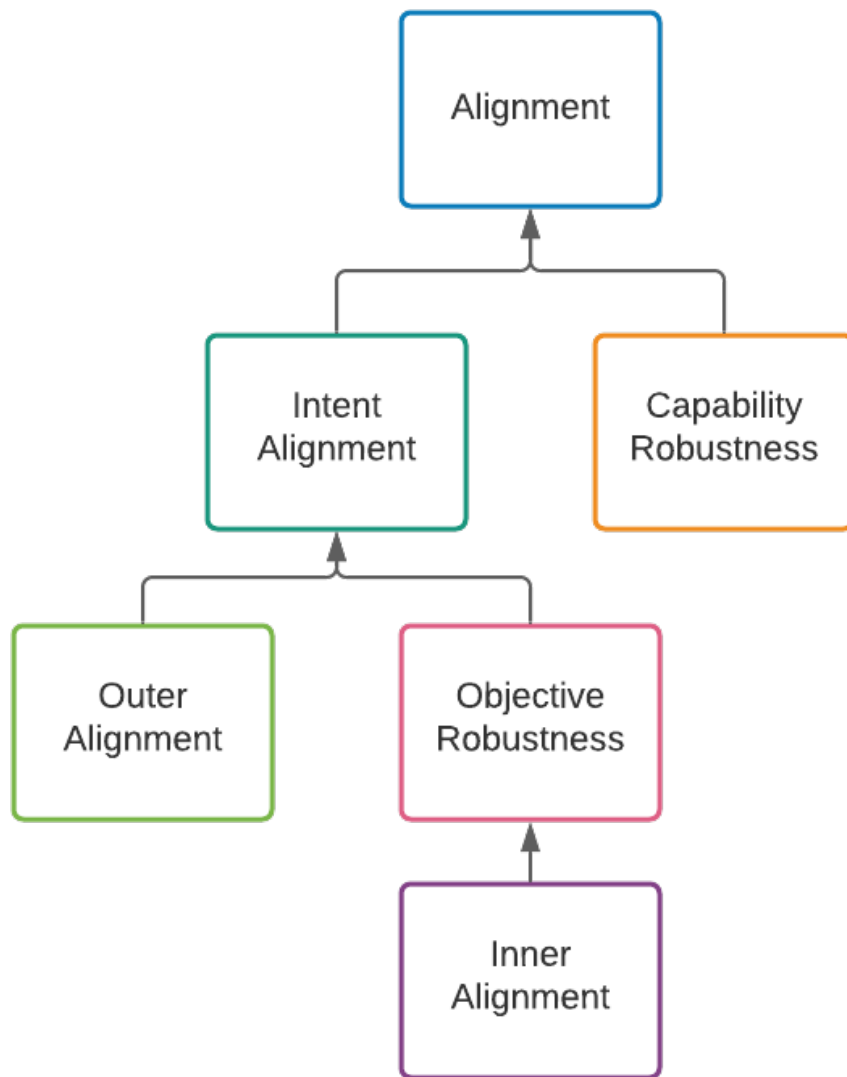 Alignment
Intent
Alignment
Capability
Robustness
Outer
Alignment
Objective
Robustness
Inner
Alignment